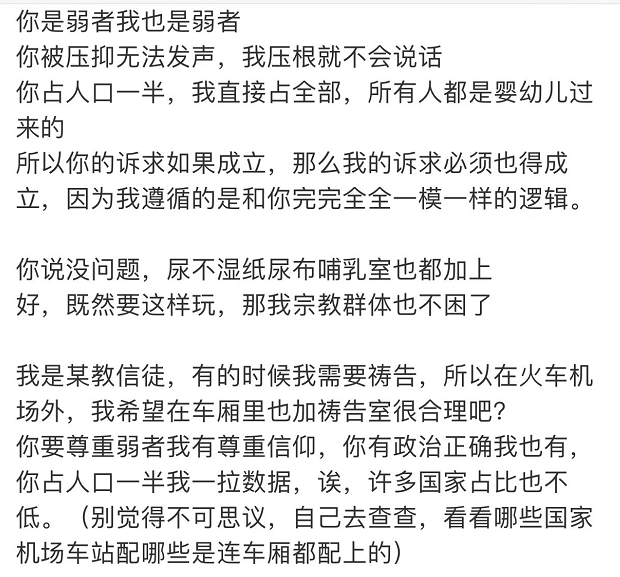 你是弱者我也是弱者
你被压抑无法发声，我压根就不会说话
你占人口一半，我直接占全部，所有人都是婴幼儿过
来的
所以你的诉求如果成立，那么我的诉求必须也得成
立，因为我遵循的是和你完完全全一模一样的逻辑。
你说没问题，尿不湿纸尿布哺乳室也都加上
好，既然要这样玩，那我宗教群体也不困了
我是某教信徒，有的时候我需要祷告，所以在火车机
场外，我希望在车厢里也加祷告室很合理吧？
你要尊重弱者我有尊重信仰，你有政治正确我也有，
你占人口一半我一拉数据，诶，许多国家占比也不
低。（别觉得不可思议，自己去查查，看看哪些国家
机场车站配哪些是连车厢都配上的）